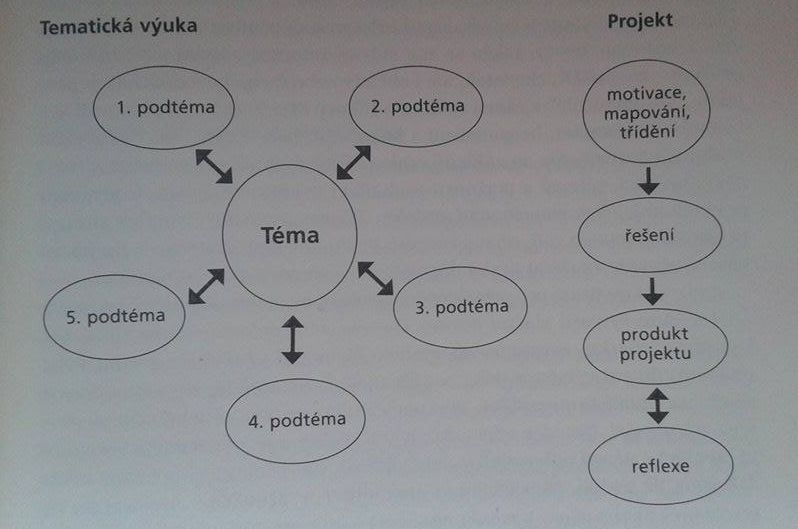 Tematická výuka
1. podtéma
2. podtéma
Téma
3. podtéma
4. podtéma
5. podtéma
Projekt
motivace,
mapování,
třídění
řešení
produkt
projektu
reflexe